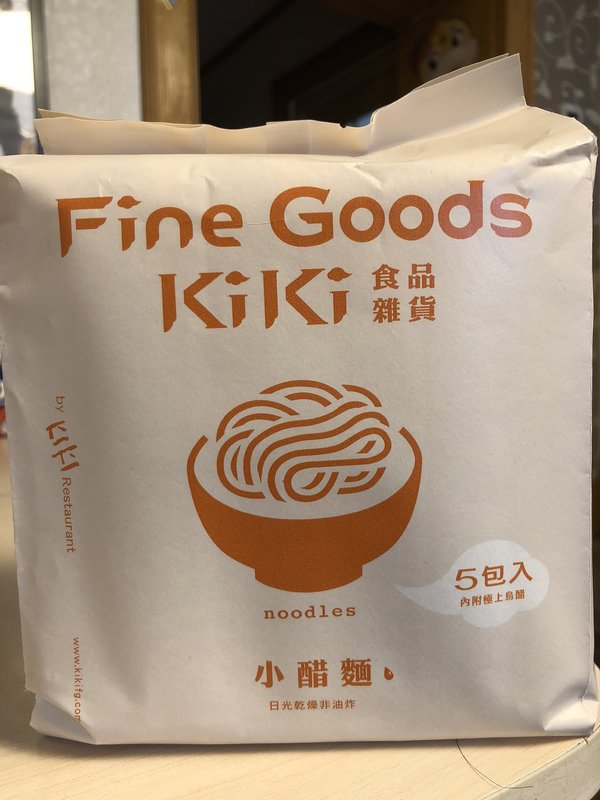 Fine Goods
KiKi 食品
雜貨
by KiKi Restaurant
5包入
內附極上烏醋
noodles
小醋麵
日光乾燥非油炸
www.kikifg.com